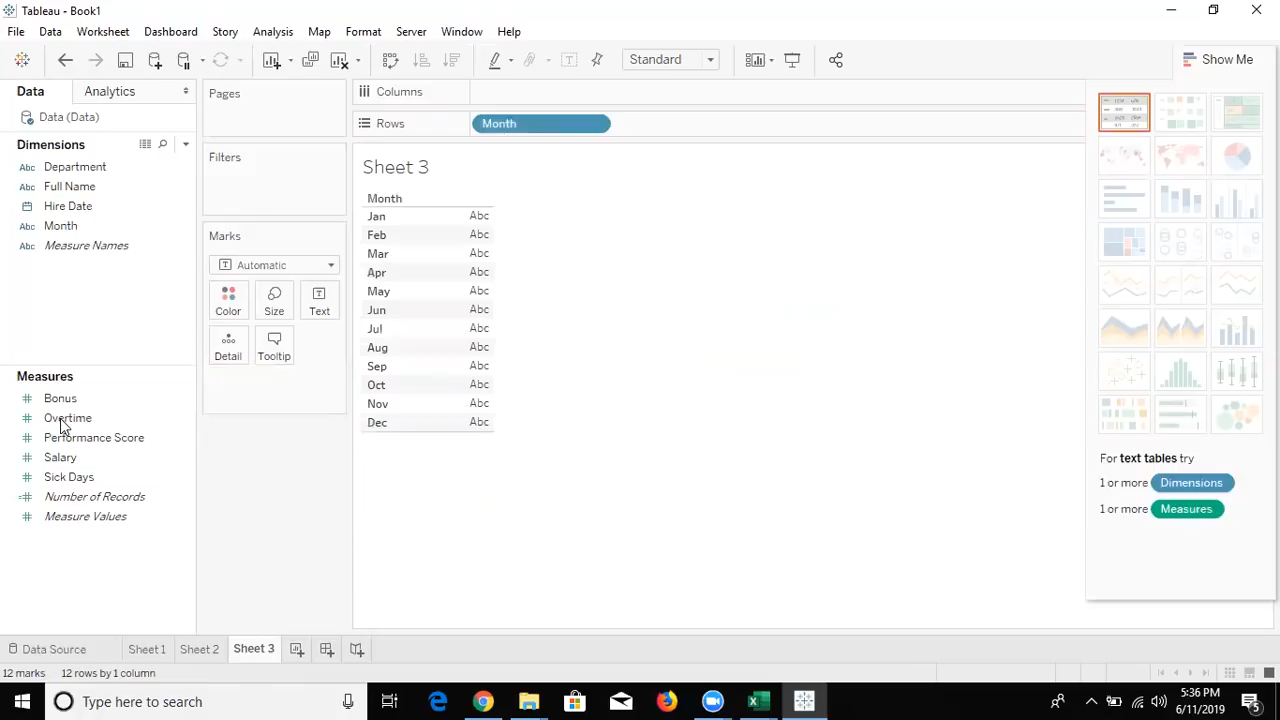 Tableau - Book1
File Data Worksheet Dashboard Story Analysis Map Format Server Window Help
Standard
Show Me
Data Analytics
Data (Data)
Dimensions
Department
Full Name
Hire Date
Month
Measure Names
Measures
Bonus
Overtime
Performance Score
Salary
Sick Days
Number of Records
Measure Values
Pages
Filters
Marks
Automatic
Color Size Text
Detail Tooltip
Columns
Rows Month
Sheet 3
Month
Jan Abc
Feb Abc
Mar Abc
Apr Abc
May Abc
Jun Abc
Jul Abc
Aug Abc
Sep Abc
Oct Abc
Nov Abc
Dec Abc
For text tables try
1 or more Dimensions
1 or more Measures
Data Source Sheet 1 Sheet 2 Sheet 3
12 marks 12 rows by 1 column
Type here to search
5:36 PM
6/11/2019
5